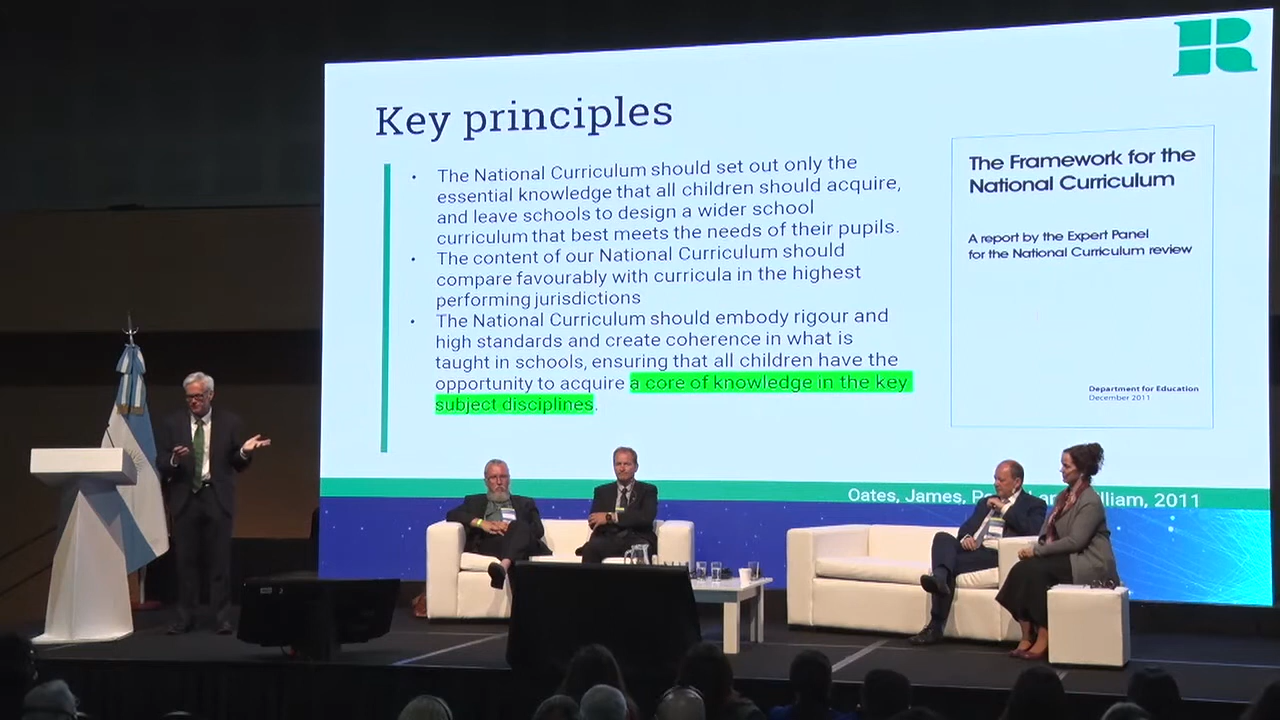 R
Key principles
• The National Curriculum should set out only the
essential knowledge that all children should acquire,
and leave schools to design a wider school
curriculum that best meets the needs of their pupils.
• The content of our National Curriculum should
compare favourably with curricula in the highest
performing jurisdictions
• The National Curriculum should embody rigour and
high standards and create coherence in what is
taught in schools, ensuring that all children have the
opportunity to acquire a core of knowledge in the key
subject disciplines.
The Framework for the
National Curriculum
A report by the Expert Panel
for the National Curriculum review
Department for Education
December 2011
Oates, James, 2011